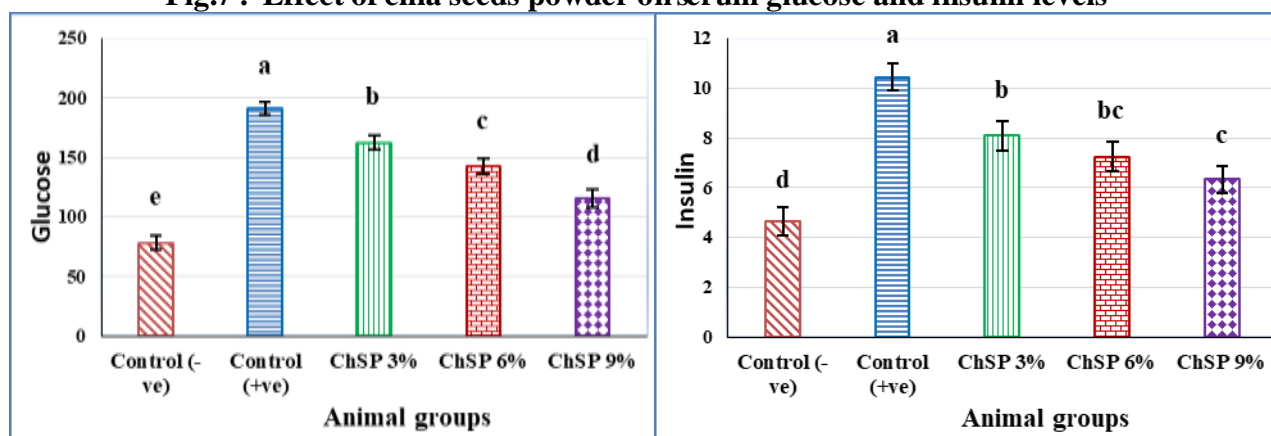 Fig.7 : Effect of chia seeds powder on serum glucose and insulin levels
250
200
150
100
50
0
Glucose
e
a
b
c
d
Control (-ve)
Control (+ve)
ChSP 3%
ChSP 6%
ChSP 9%
Animal groups
12
10
8
6
4
2
0
Insulin
d
a
b
bc
c
Control (-ve)
Control (+ve)
ChSP 3%
ChSP 6%
ChSP 9%
Animal groups